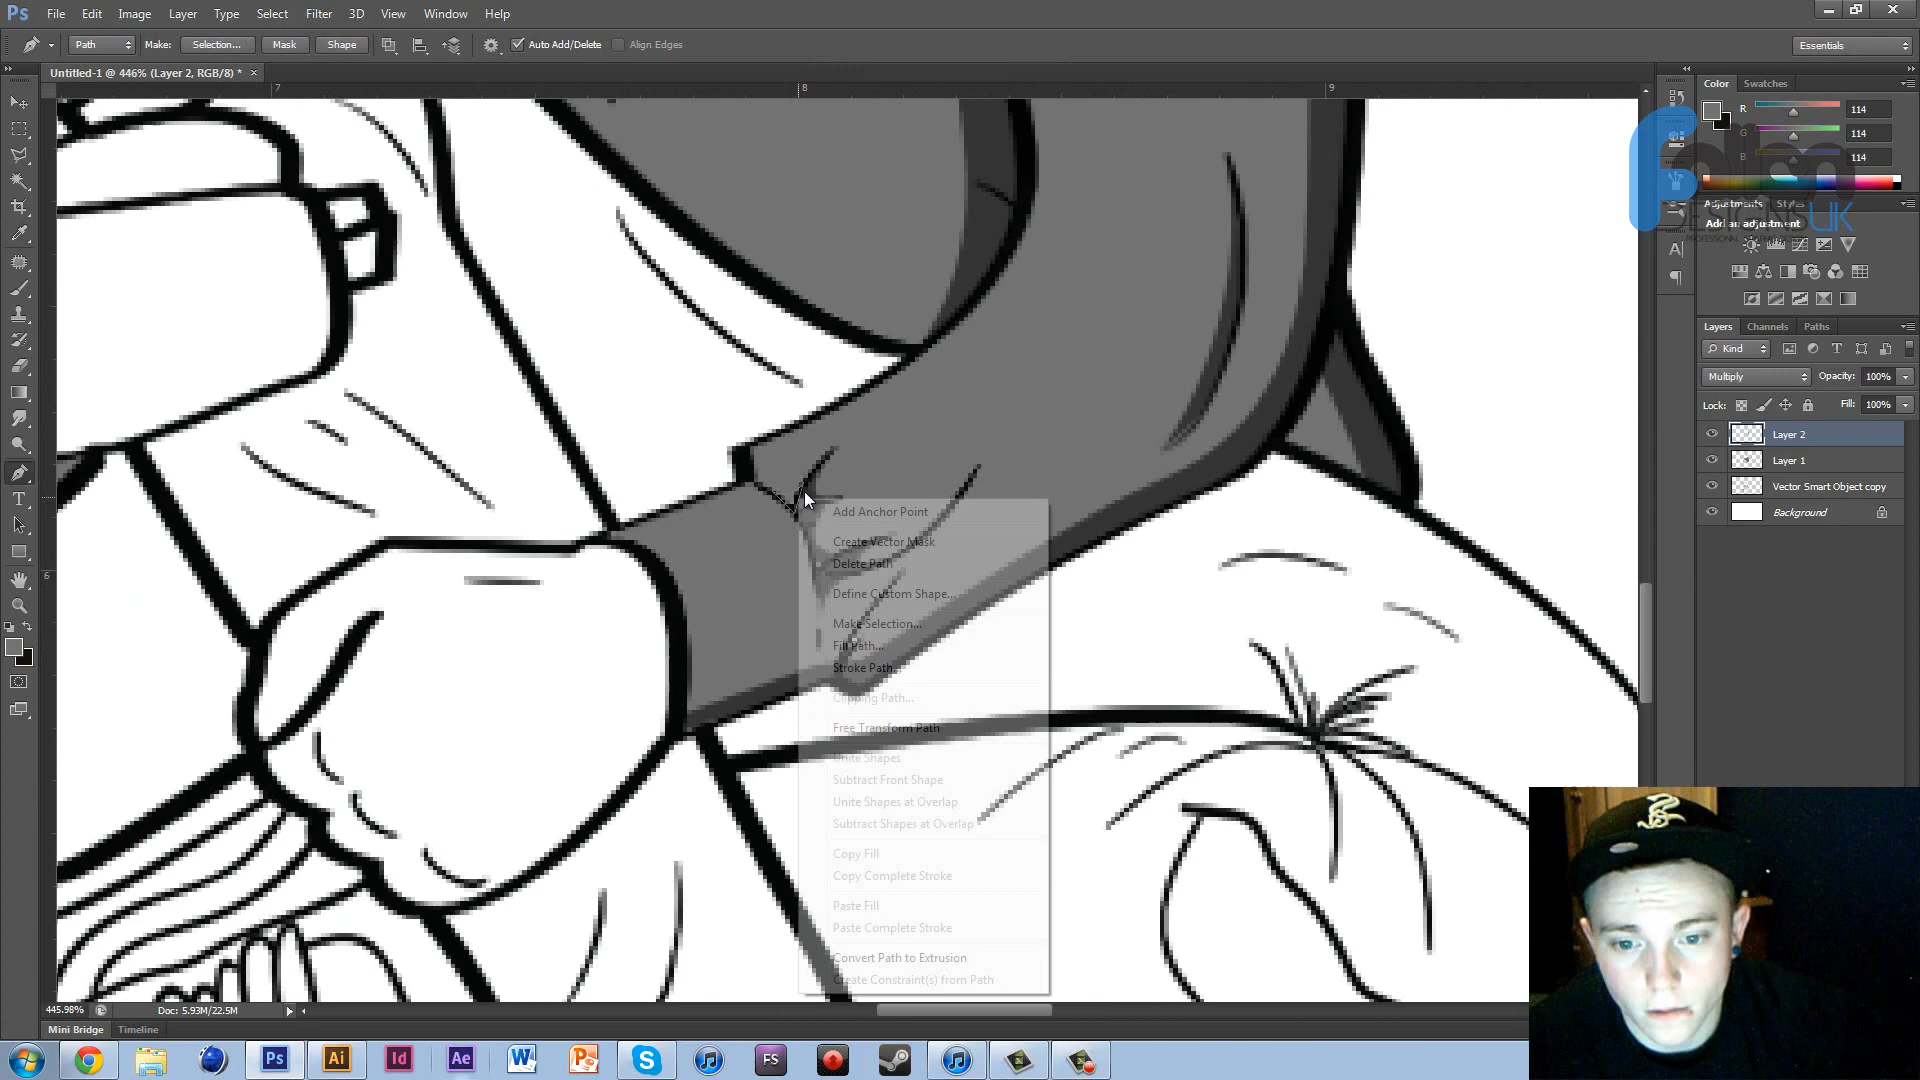 Ps File Edit Image Layer Type Select Filter 3D View Window Help
Path Make: Selection... Mask Shape Auto Add/Delete Align Edges Essentials
Untitled-1 @ 446% (Layer 2, RGB/8) * ×
7 8 9
6
Color Swatches
R 114
G 114
B 114
DESIGNS UK
Adjustments Styles
Add an adjustment
Layers Channels Paths
Kind
Multiply Opacity: 100%
Lock: Fill: 100%
Layer 2
Layer 1
Vector Smart Object copy
Background
Add Anchor Point
Create Vector Mask
Delete Path
Define Custom Shape...
Make Selection...
Fill Path...
Stroke Path...
Clipping Path...
Free Transform Path
Unite Shapes
Subtract Front Shape
Unite Shapes at Overlap
Subtract Shapes at Overlap
Copy Fill
Copy Complete Stroke
Paste Fill
Paste Complete Stroke
Convert Path to Extrusion
Create Constraint(s) from Path
445.98% Doc: 5.93M/22.5M
Mini Bridge Timeline
Ps Ai Id Ae W P S FS